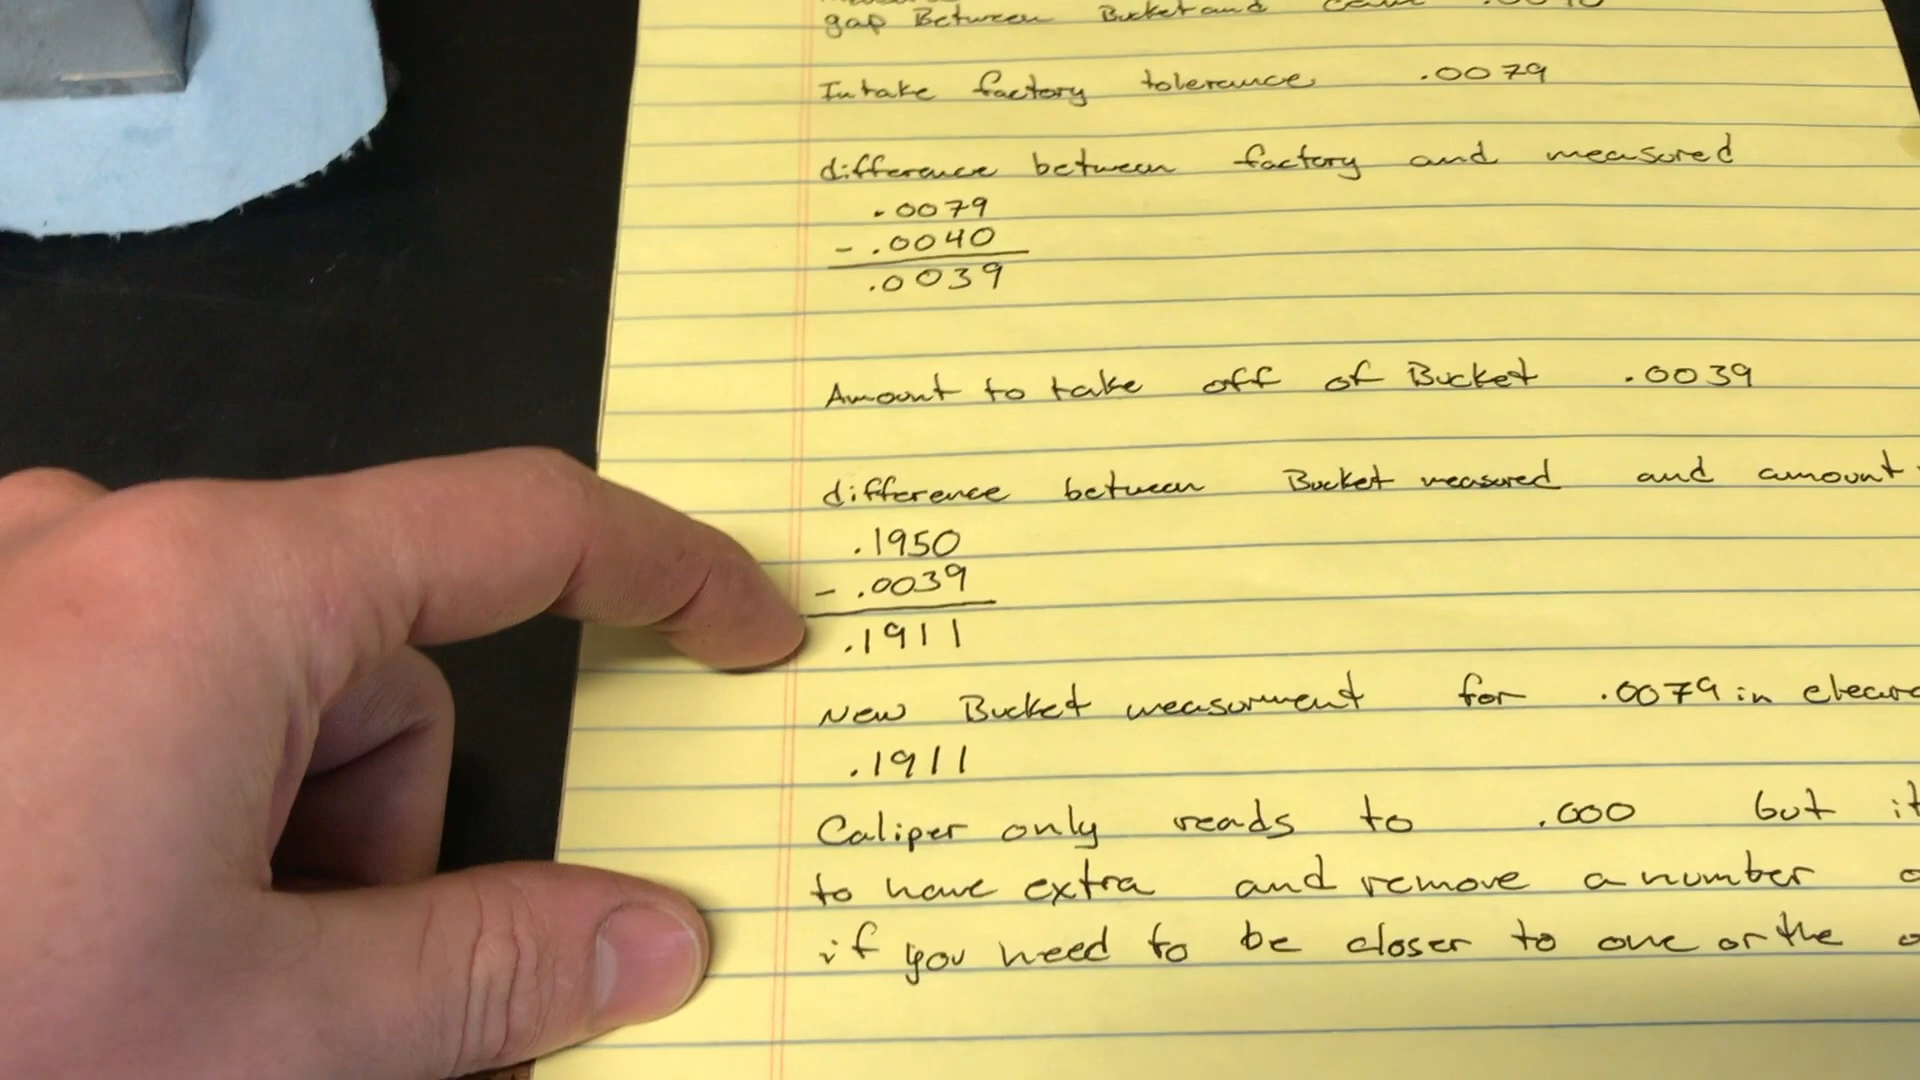 gap Between Bucket and
Intake factory tolerance .0079
difference between factory and measured
.0079
- .0040
.0039
Amount to take off of Bucket .0039
difference between Bucket measured and amount
.1950
- .0039
.1911
New Bucket measurment for .0079 in
.1911
Caliper only reads to .000 but it
to have extra and remove a number
if you need to be closer to one or the